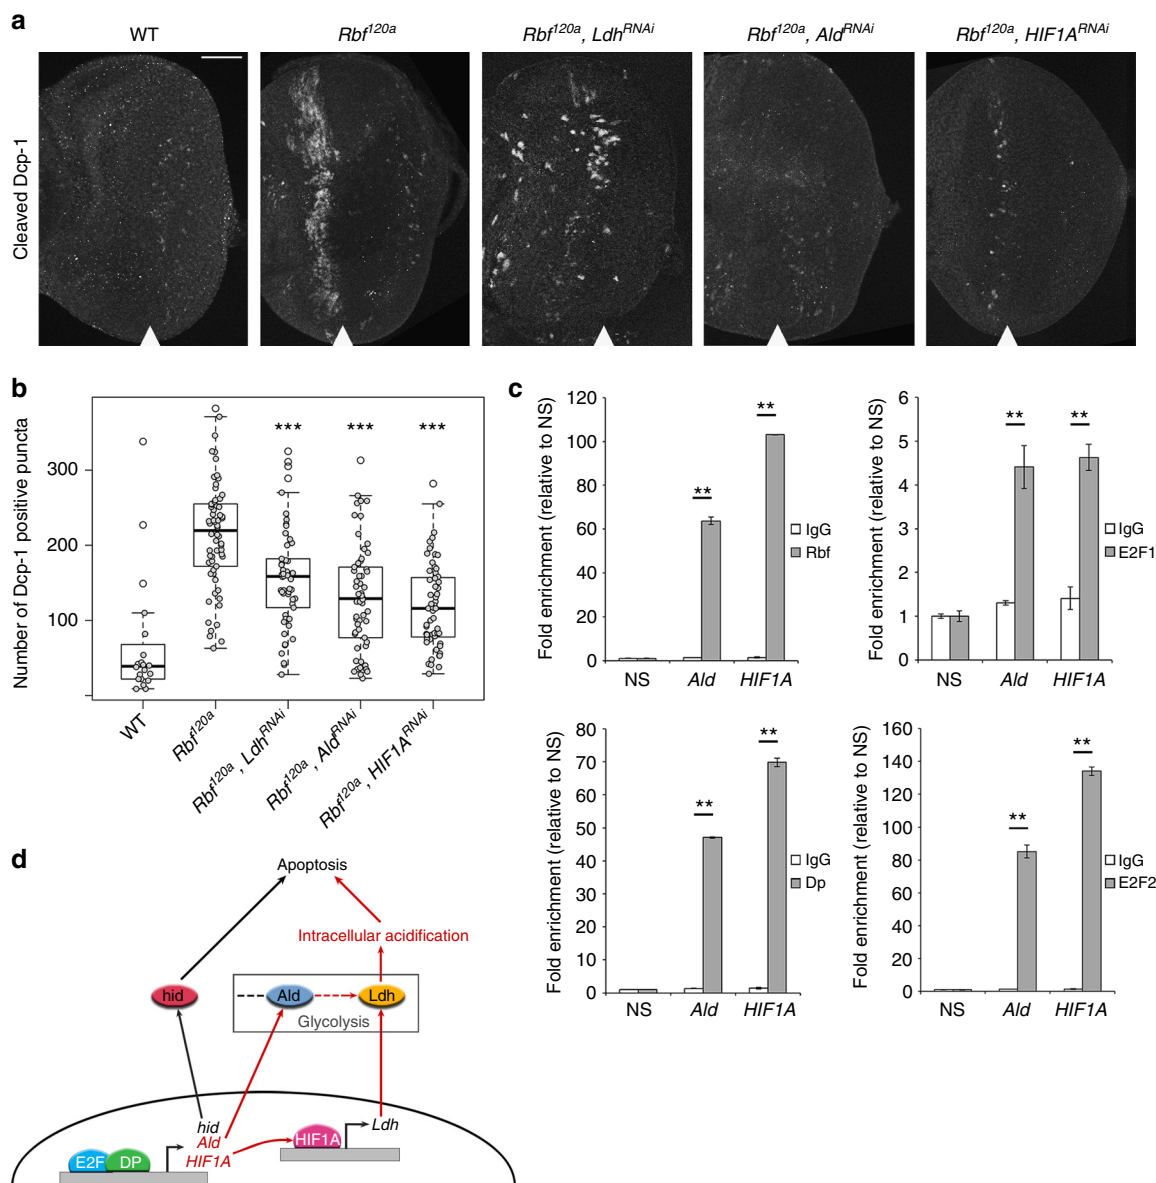 a
WT
Rbf120a
Rbf120a, LdhRNAi
Rbf120a, AldRNAi
Rbf120a, HIF1ARNAi
Cleaved Dcp-1
b
Number of Dcp-1 positive puncta
300
200
100
***
***
***
WT
Rbf120a
Rbf120a, LdhRNAi
Rbf120a, AldRNAi
Rbf120a, HIF1ARNAi
c
Fold enrichment (relative to NS)
120
100
80
60
40
20
0
**
**
IgG
Rbf
NS
Ald
HIF1A
Fold enrichment (relative to NS)
6
5
4
3
2
1
0
**
**
IgG
E2F1
NS
Ald
HIF1A
Fold enrichment (relative to NS)
80
70
60
50
40
30
20
10
0
**
**
IgG
Dp
NS
Ald
HIF1A
Fold enrichment (relative to NS)
160
140
120
100
80
60
40
20
0
**
**
IgG
E2F2
NS
Ald
HIF1A
d
Apoptosis
Intracellular acidification
hid
Ald
Ldh
Glycolysis
hid
Ald
HIF1A
HIF1A
Ldh
E2F
DP